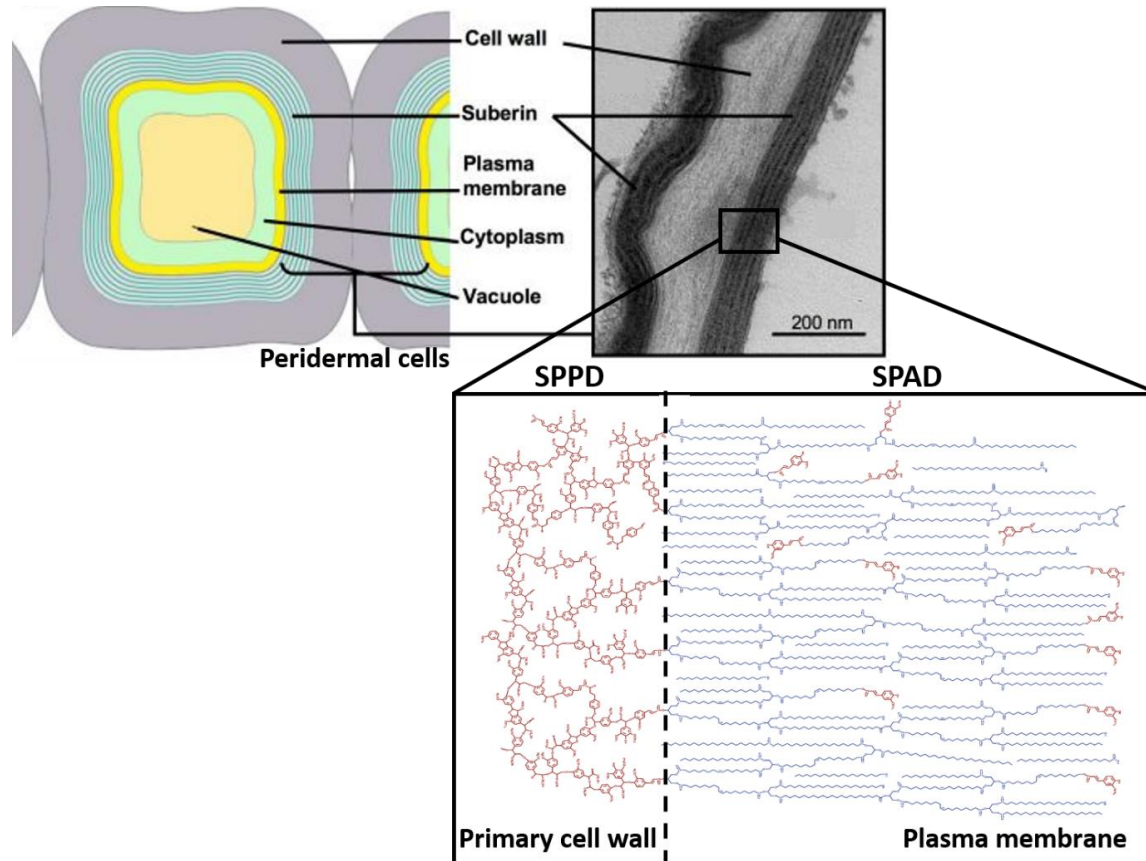 Cell wall
Suberin
Plasma
membrane
Cytoplasm
Vacuole
200 nm
Peridermal cells
SPPD
SPAD
Primary cell wall
Plasma membrane